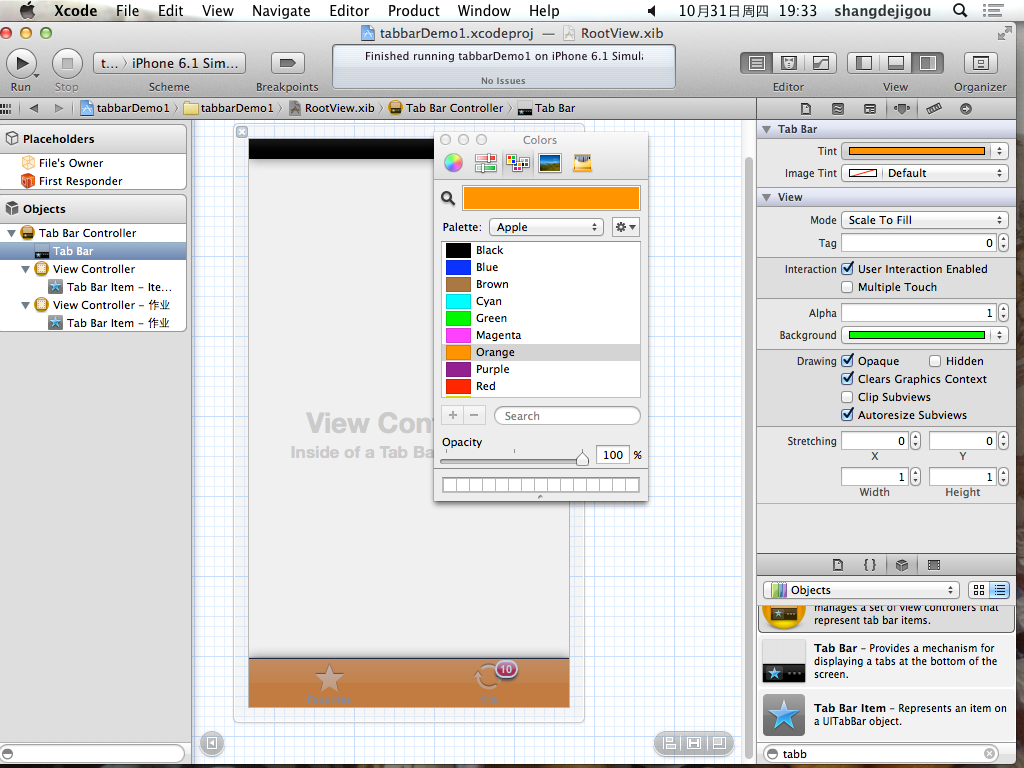 Xcode File Edit View Navigate Editor Product Window Help 10月31日周四 19:33 shangdejigou
tabbarDemo1.xcodeproj — RootView.xib
t... › iPhone 6.1 Sim...
Finished running tabbarDemo1 on iPhone 6.1 Simul
No Issues
Run Stop Scheme Breakpoints Editor View Organizer
tabbarDemo1 › tabbarDemo1 › RootView.xib › Tab Bar Controller › Tab Bar
Placeholders
File's Owner
First Responder
Objects
Tab Bar Controller
Tab Bar
View Controller
Tab Bar Item – Ite...
View Controller – 作业
Tab Bar Item – 作业
View Con
Inside of a Tab Ba
10
Colors
Palette: Apple
Black
Blue
Brown
Cyan
Green
Magenta
Orange
Purple
Red
+ −
Search
Opacity
100 %
Tab Bar
Tint
Image Tint Default
View
Mode Scale To Fill
Tag 0
Interaction User Interaction Enabled
Multiple Touch
Alpha 1
Background
Drawing Opaque Hidden
Clears Graphics Context
Clip Subviews
Autoresize Subviews
Stretching 0 0
X Y
1 1
Width Height
{ }
Objects
manages a set of view controllers that
represent tab bar items.
Tab Bar – Provides a mechanism for
displaying a tabs at the bottom of the
screen.
Tab Bar Item – Represents an item on
a UITabBar object.
tabb